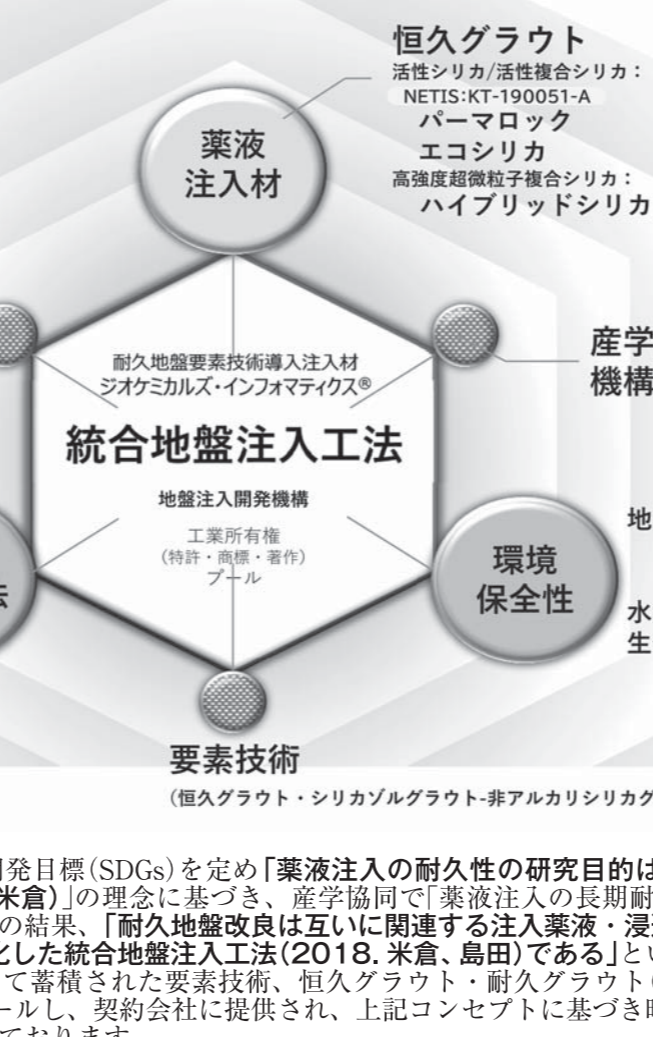 恒久グラウト
活性シリカ/活性複合シリカ：
NETIS:KT-190051-A
パーマロック
エコシリカ
高強度超微粒子複合シリカ：
ハイブリッドシリカ
薬液
注入材
産学
機構
耐久地盤要素技術導入注入材
ジオケミカルズ・インフォマティクス®
統合地盤注入工法
地盤注入開発機構
工業所有権
(特許・商標・著作)
プール
環境
保全性
地
水
生
法
要素技術
(恒久グラウト・シリカゾルグラウト-非アルカリシリカグ
開発目標(SDGs)を定め｢薬液注入の耐久性の研究目的は
米倉)｣の理念に基づき、産学協同で｢薬液注入の長期耐
の結果、｢耐久地盤改良は互いに関連する注入薬液・浸
化した統合地盤注入工法(2018. 米倉、島田)である｣とい
て蓄積された要素技術、恒久グラウト・耐久グラウト
ールし、契約会社に提供され、上記コンセプトに基づき
ております